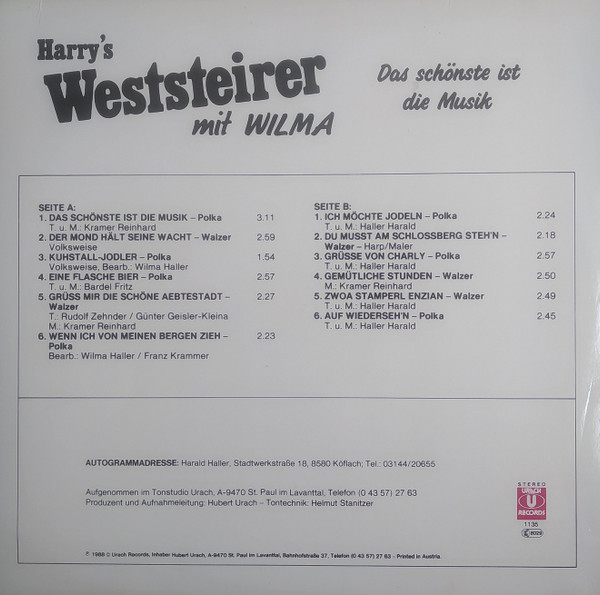 Harry's
Weststeirer
mit WILMA
Das schönste ist
die Musik
SEITE A:
1. DAS SCHÖNSTE IST DIE MUSIK – Polka 3.11
T. u. M.: Kramer Reinhard
2. DER MOND HÄLT SEINE WACHT – Walzer 2:59
Volksweise
3. KUHSTALL-JODLER – Polka 1:54
Volksweise, Bearb.: Wilma Haller
4. EINE FLASCHE BIER – Polka 2:57
T. u. M.: Bardel Fritz
5. GRÜSS MIR DIE SCHÖNE AEBTESTADT – 2:27
Walzer
T.: Rudolf Zehnder / Günter Geisler-Kleina
M.: Kramer Reinhard
6. WENN ICH VON MEINEN BERGEN ZIEH – 2:23
Polka
Bearb.: Wilma Haller / Franz Krammer
SEITE B:
1. ICH MÖCHTE JODELN – Polka 2:24
T. u. M.: Haller Harald
2. DU MUSST AM SCHLOSSBERG STEH'N – 2.18
Walzer – Harp/Maler
3. GRÜSSE VON CHARLY – Polka 2:57
T. u. M.: Haller Harald
4. GEMÜTLICHE STUNDEN – Walzer 2:50
M.: Kramer Reinhard
5. ZWOA STAMPERL ENZIAN – Walzer 2:49
T. u. M.: Haller Harald
6. AUF WIEDERSEH'N – Polka 2.45
T. u. M.: Haller Harald
AUTOGRAMMADRESSE: Harald Haller, Stadtwerkstraße 18, 8580 Köflach; Tel.: 03144/20655
Aufgenommen im Tonstudio Urach, A-9470 St. Paul im Lavanttal, Telefon (0 43 57) 27 63
Produzent und Aufnahmeleitung: Hubert Urach – Tontechnik: Helmut Stanitzer
STEREO
URACH
U
RECORDS
1135
℗ 1986 © Urach Records, Inhaber Hubert Urach, A-9470 St. Paul im Lavanttal, Bahnhofstraße 37, Telefon (0 43 57) 27 63 – Printed in Austria.